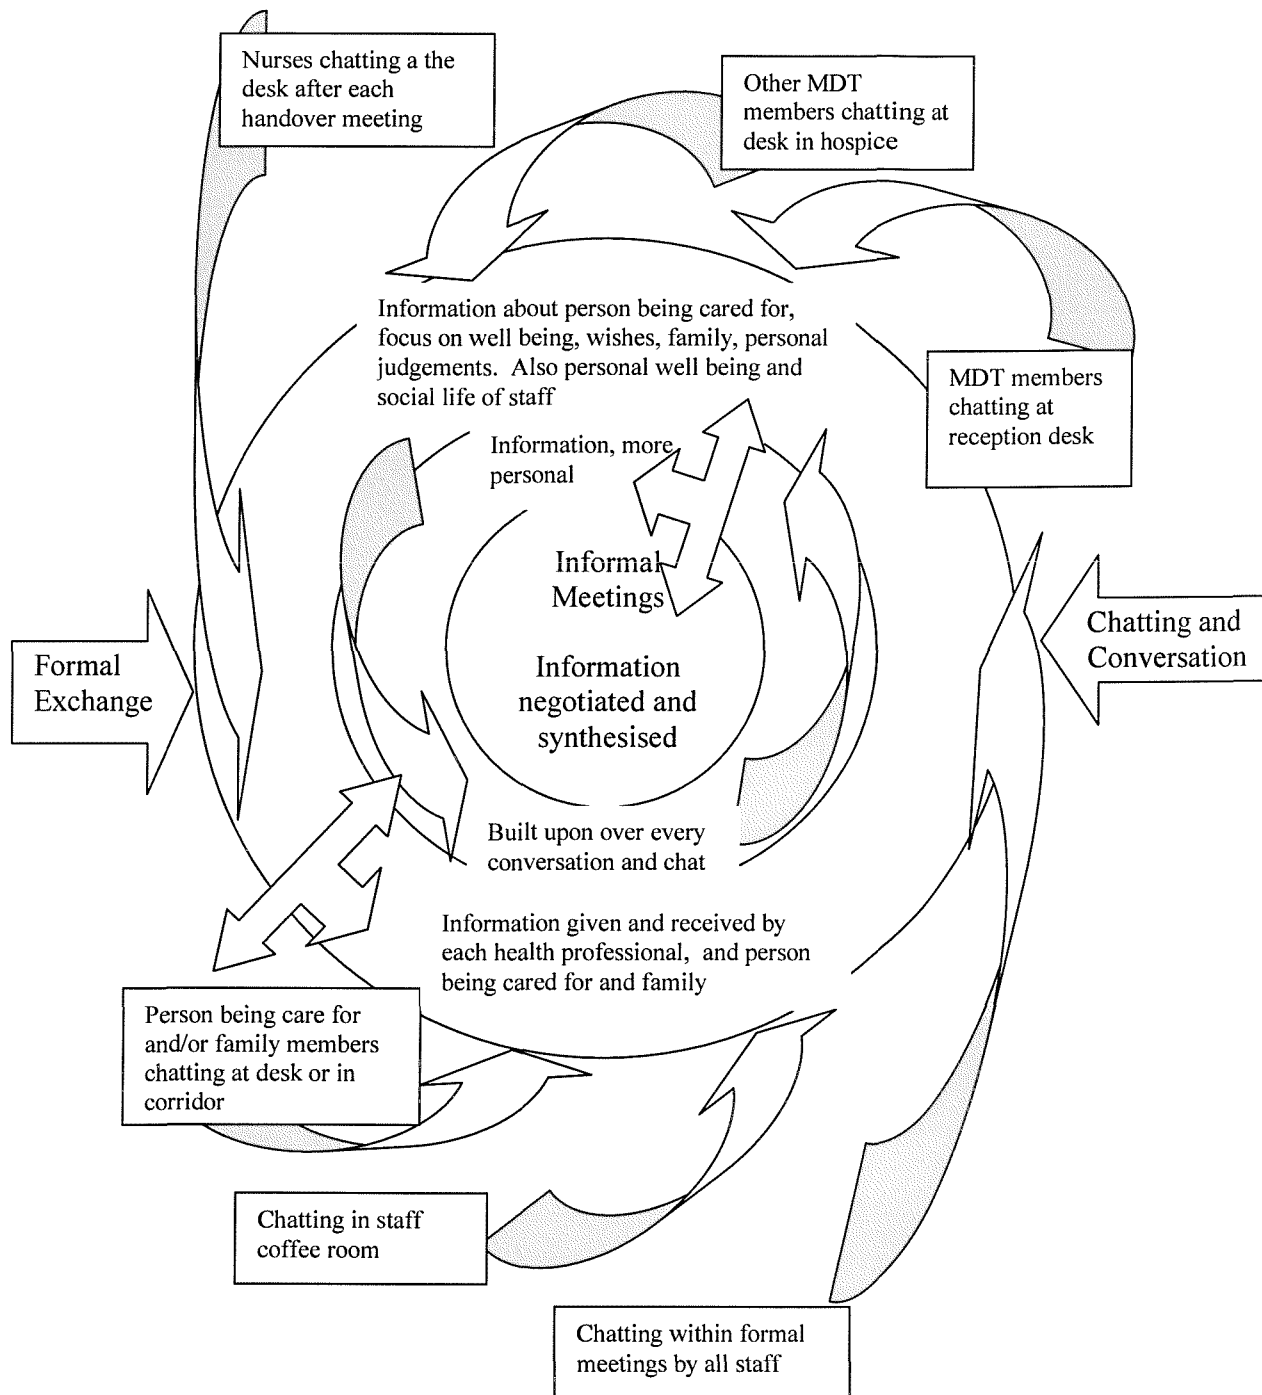 Nurses chatting a the
desk after each
handover meeting
Other MDT
members chatting at
desk in hospice
Information about person being cared for,
focus on well being, wishes, family, personal
judgements.  Also personal well being and
social life of staff
MDT members
chatting at
reception desk
Information, more
personal
Informal
Meetings
Information
negotiated and
synthesised
Formal
Exchange
Chatting and
Conversation
Built upon over every
conversation and chat
Information given and received by
each health professional,  and person
being cared for and family
Person being care for
and/or family members
chatting at desk or in
corridor
Chatting in staff
coffee room
Chatting within formal
meetings by all staff